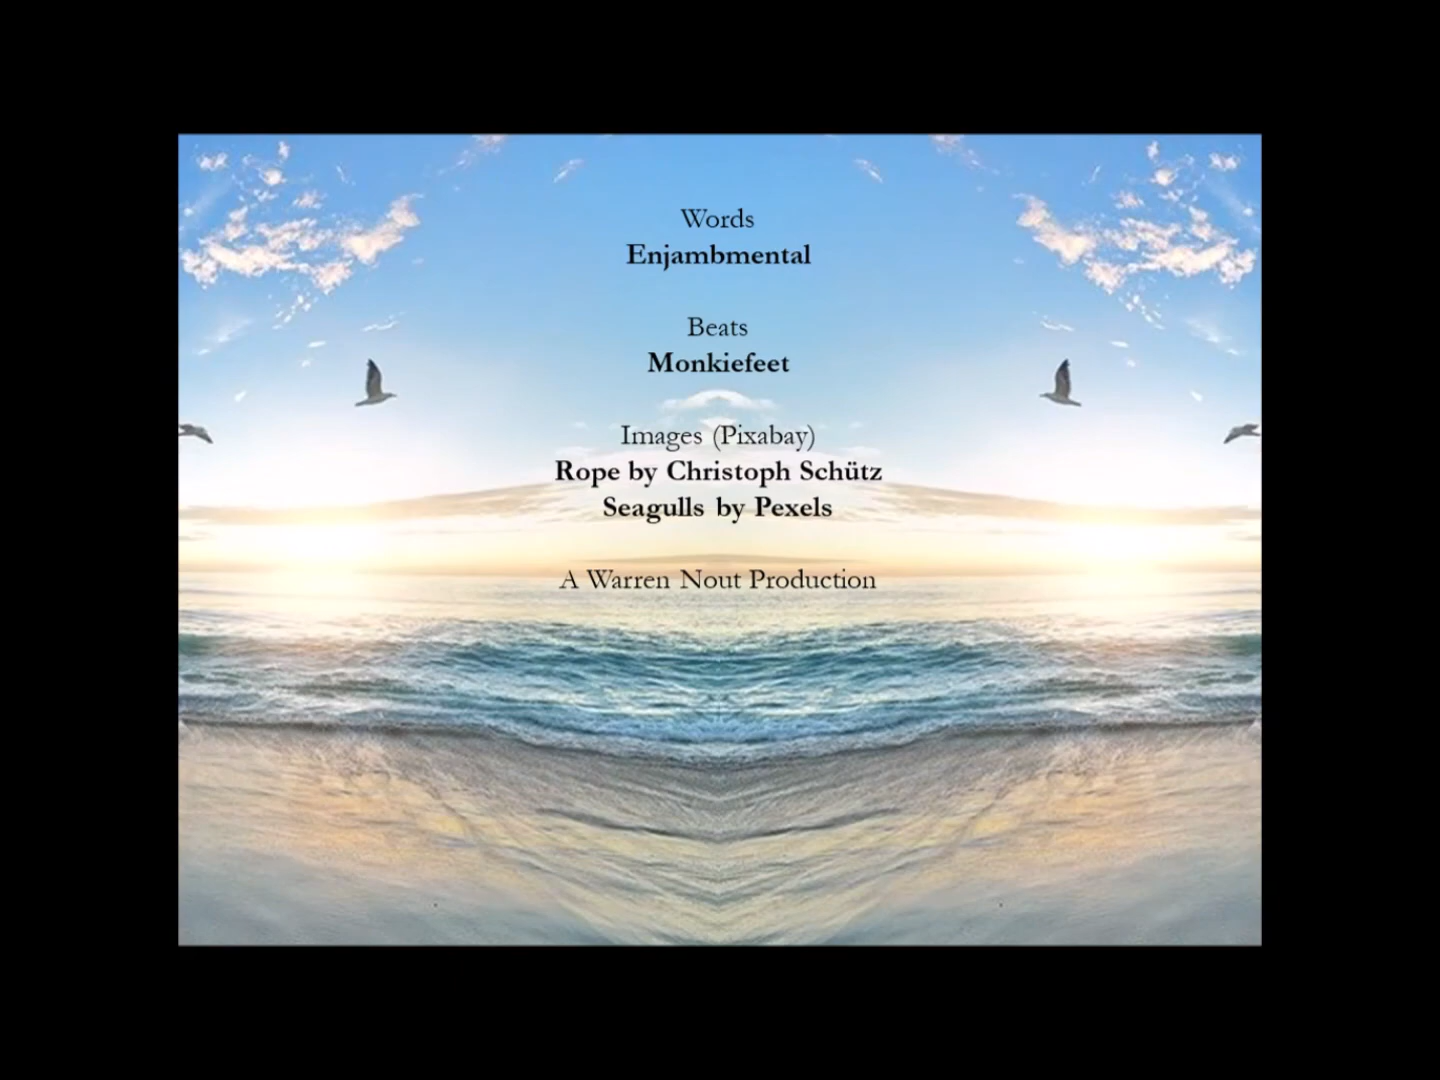 Words
Enjambmental
Beats
Monkiefeet
Images (Pixabay)
Rope by Christoph Schütz
Seagulls by Pexels
A Warren Nout Production